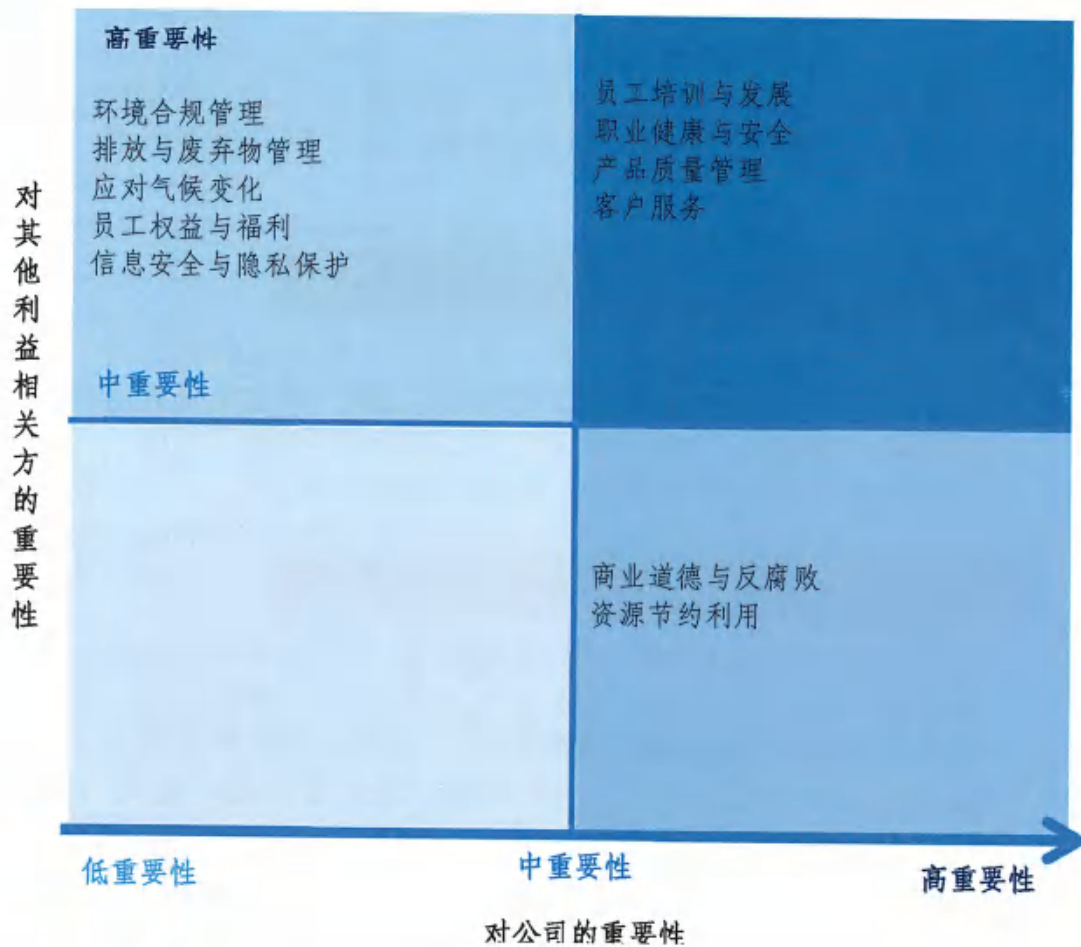 高重要性
环境合规管理
排放与废弃物管理
应对气候变化
员工权益与福利
信息安全与隐私保护
员工培训与发展
职业健康与安全
产品质量管理
客户服务
对其他利益相关方的重要性
中重要性
商业道德与反腐败
资源节约利用
低重要性
中重要性
高重要性
对公司的重要性